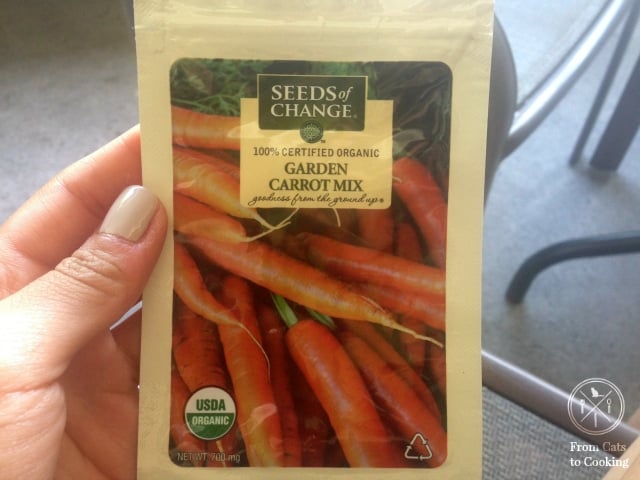 SEEDS of
CHANGE
100% CERTIFIED ORGANIC
GARDEN
CARROT MIX
goodness from the ground up
USDA
ORGANIC
NET WT. 700 mg
From Cats
to Cooking